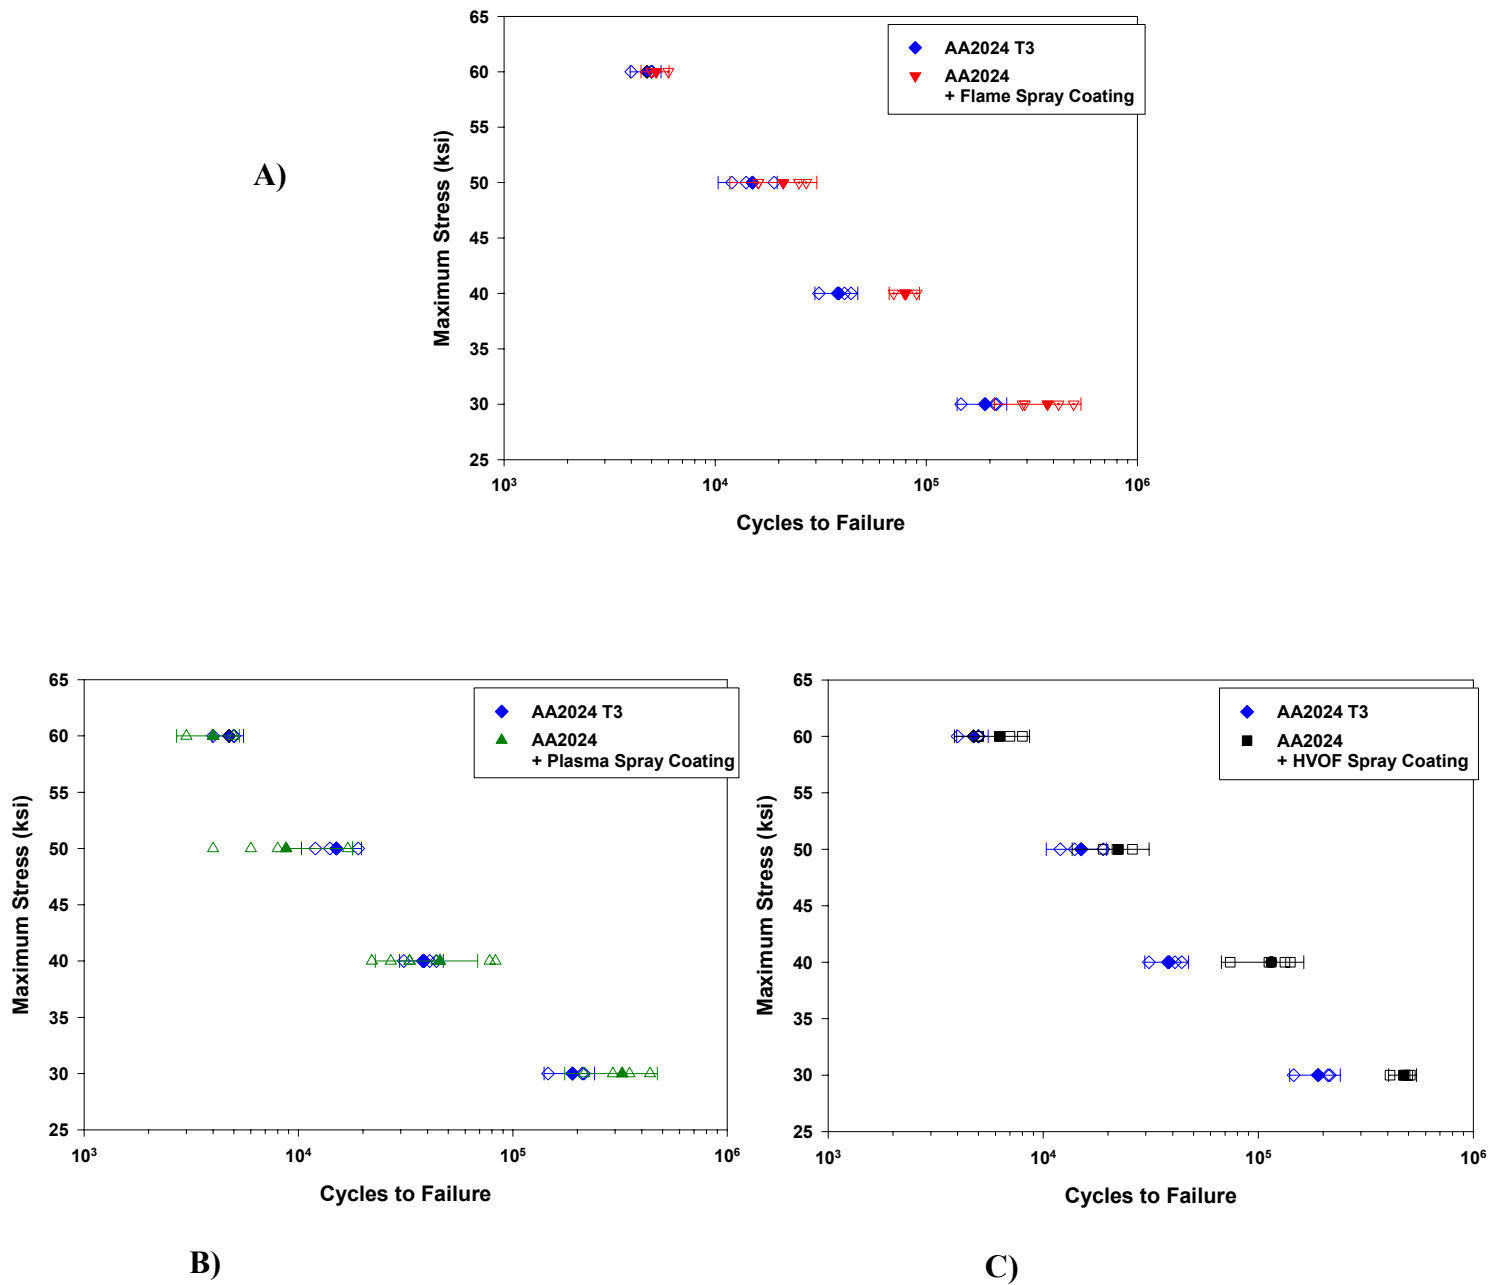 A)
65
60
55
50
45
40
35
30
25
Maximum Stress (ksi)
AA2024 T3
AA2024
+ Flame Spray Coating
10³ 10⁴ 10⁵ 10⁶
Cycles to Failure
65
60
55
50
45
40
35
30
25
Maximum Stress (ksi)
AA2024 T3
AA2024
+ Plasma Spray Coating
10³ 10⁴ 10⁵ 10⁶
Cycles to Failure
B)
65
60
55
50
45
40
35
30
25
Maximum Stress (ksi)
AA2024 T3
AA2024
+ HVOF Spray Coating
10³ 10⁴ 10⁵ 10⁶
Cycles to Failure
C)